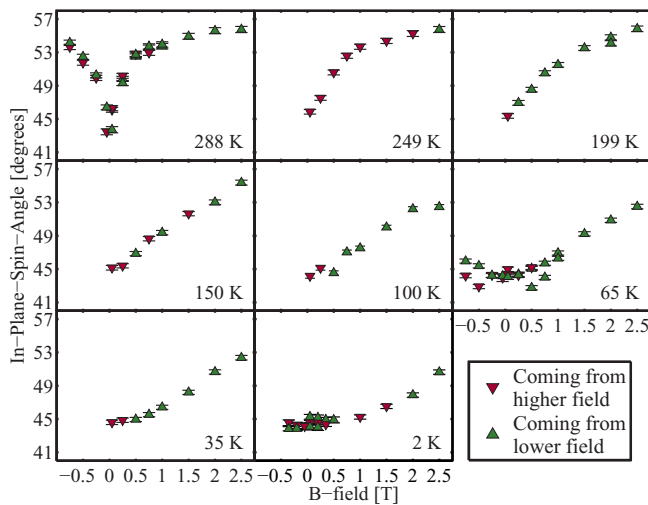 In-Plane-Spin-Angle [degrees]
57
53
49
45
41
288 K
249 K
199 K
57
53
49
45
41
150 K
100 K
65 K
−0.5 0 0.5 1 1.5 2 2.5
57
53
49
45
41
35 K
2 K
−0.5 0 0.5 1 1.5 2 2.5
−0.5 0 0.5 1 1.5 2 2.5
B-field [T]
Coming from
higher field
Coming from
lower field